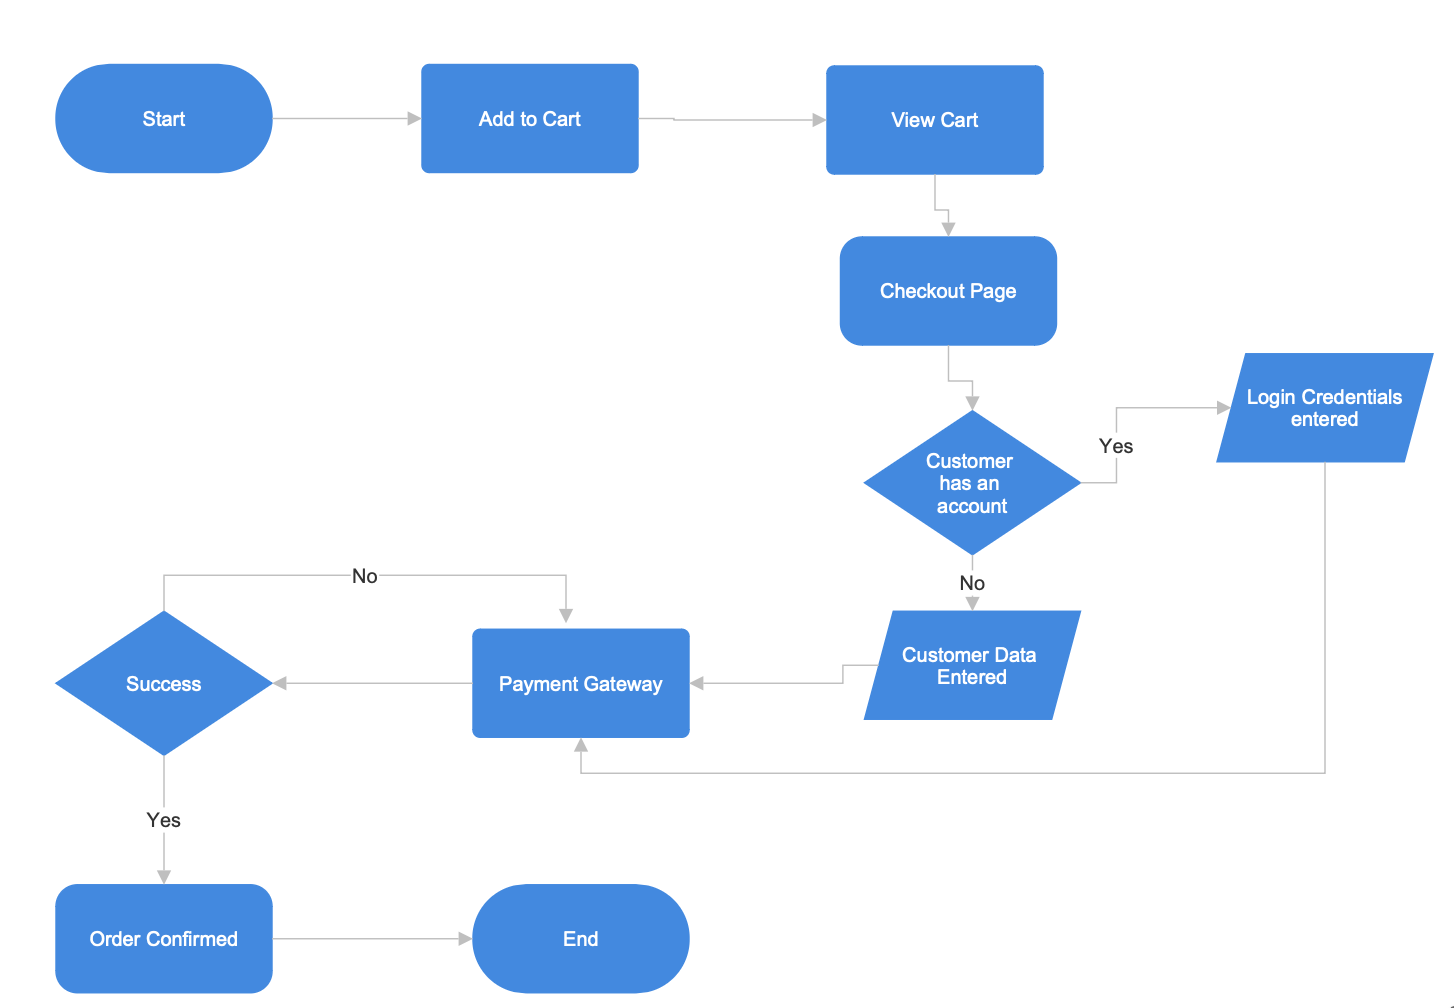 Start
Add to Cart
View Cart
Checkout Page
Login Credentials
entered
Yes
Customer
has an
account
No
No
Customer Data
Entered
Payment Gateway
Success
Yes
Order Confirmed
End